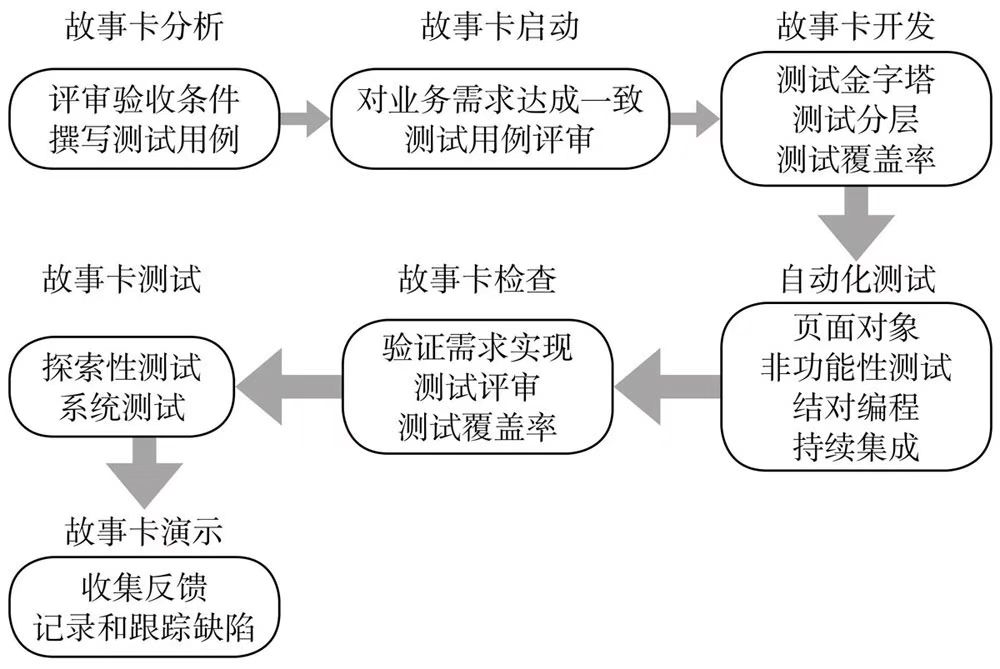 故事卡分析
评审验收条件
撰写测试用例
故事卡启动
对业务需求达成一致
测试用例评审
故事卡开发
测试金字塔
测试分层
测试覆盖率
自动化测试
页面对象
非功能性测试
结对编程
持续集成
故事卡检查
验证需求实现
测试评审
测试覆盖率
故事卡测试
探索性测试
系统测试
故事卡演示
收集反馈
记录和跟踪缺陷